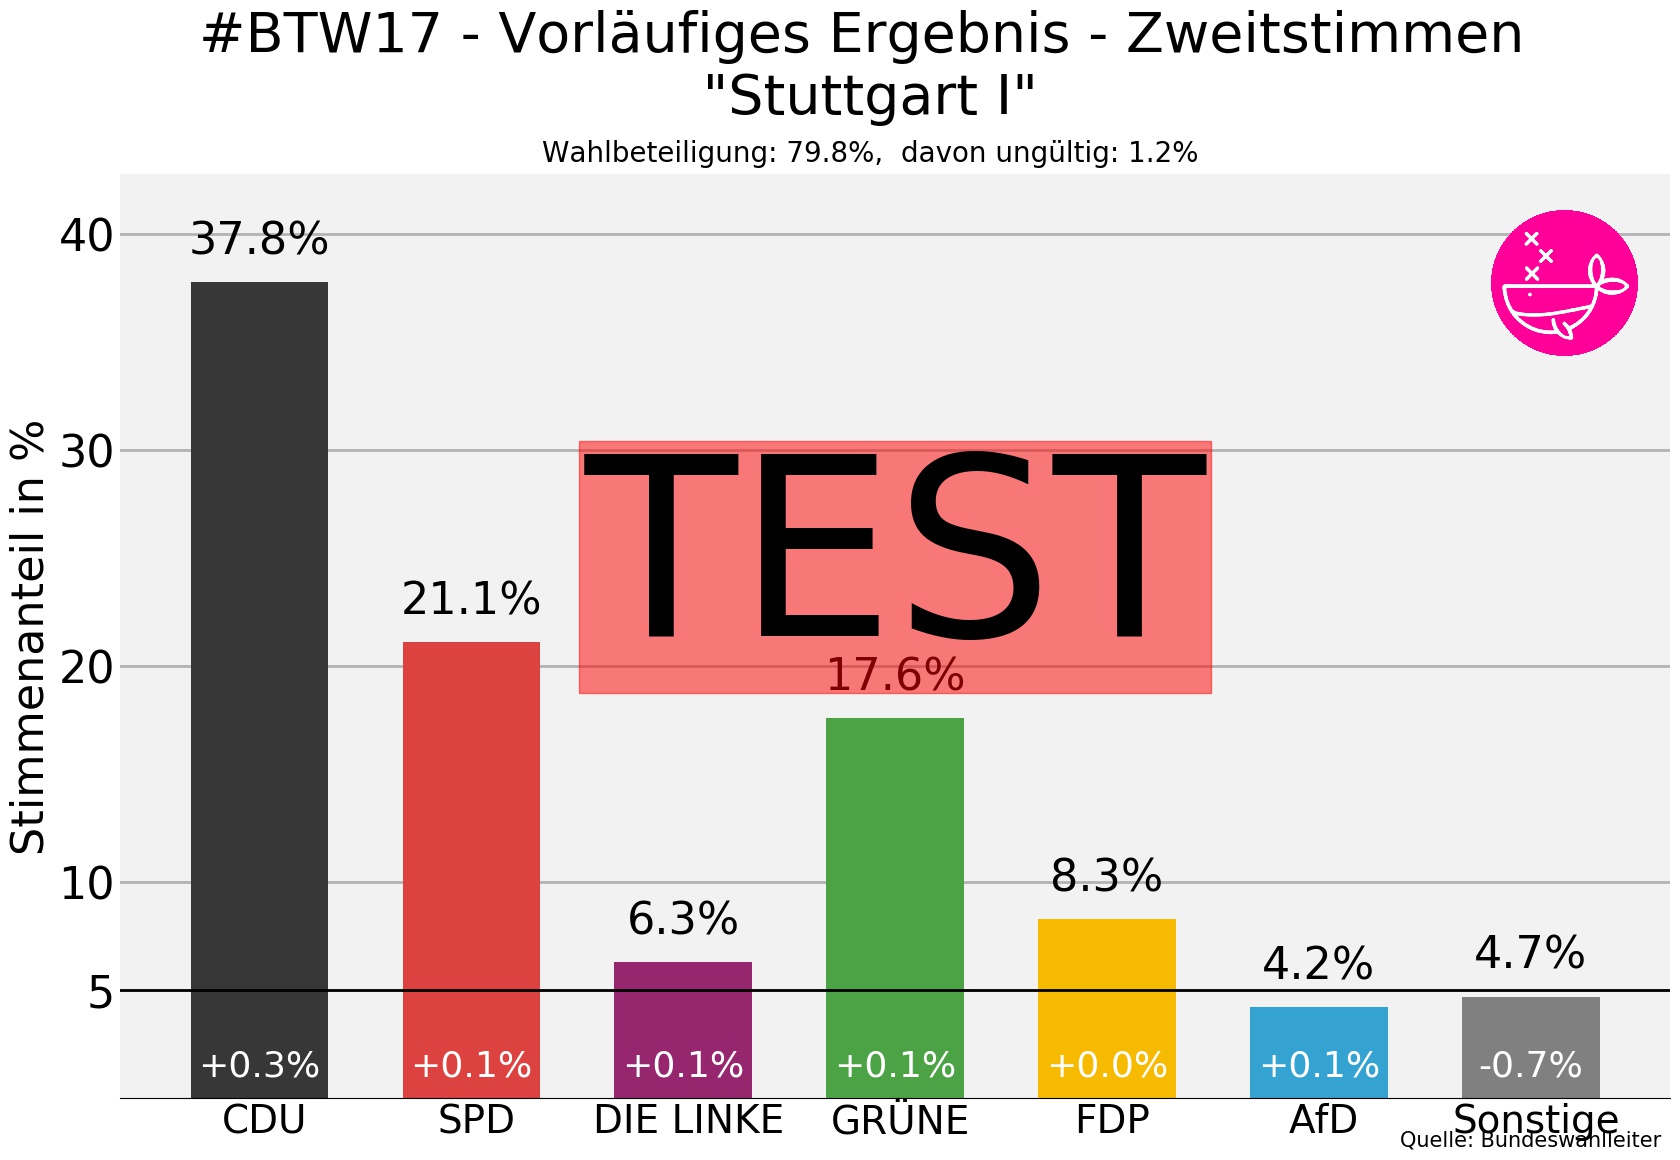 #BTW17 - Vorläufiges Ergebnis - Zweitstimmen
"Stuttgart I"
Wahlbeteiligung: 79.8%,  davon ungültig: 1.2%
Stimmenanteil in %
40
30
20
10
5
37.8%
21.1%
6.3%
17.6%
8.3%
4.2%
4.7%
TEST
+0.3%
+0.1%
+0.1%
+0.1%
+0.0%
+0.1%
-0.7%
CDU
SPD
DIE LINKE
GRÜNE
FDP
AfD
Sonstige
Quelle: Bundeswahlleiter